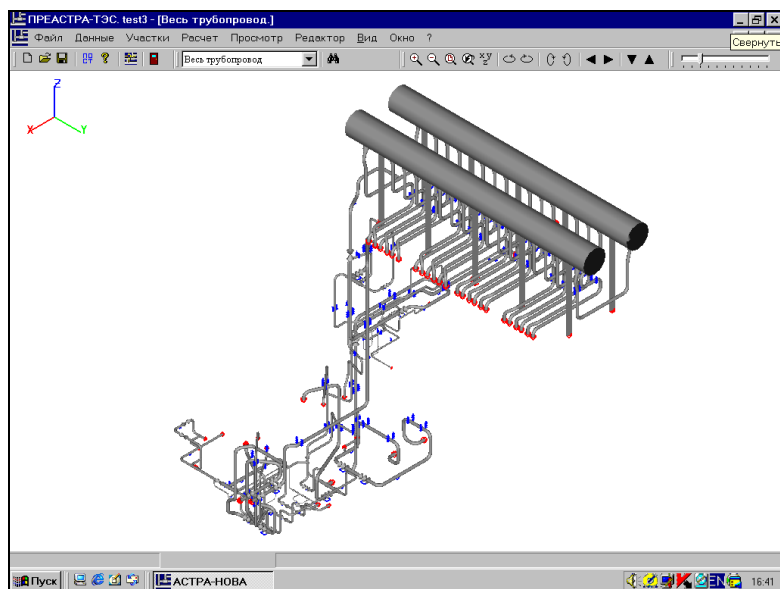 ПРЕАСТРА-ТЭС. test3 - [Весь трубопровод.]
Файл Данные Участки Расчет Просмотр Редактор Вид Окно ?
Свернуть
Весь трубопровод
Z
X
Y
Пуск
АСТРА-НОВА
EN
16:41